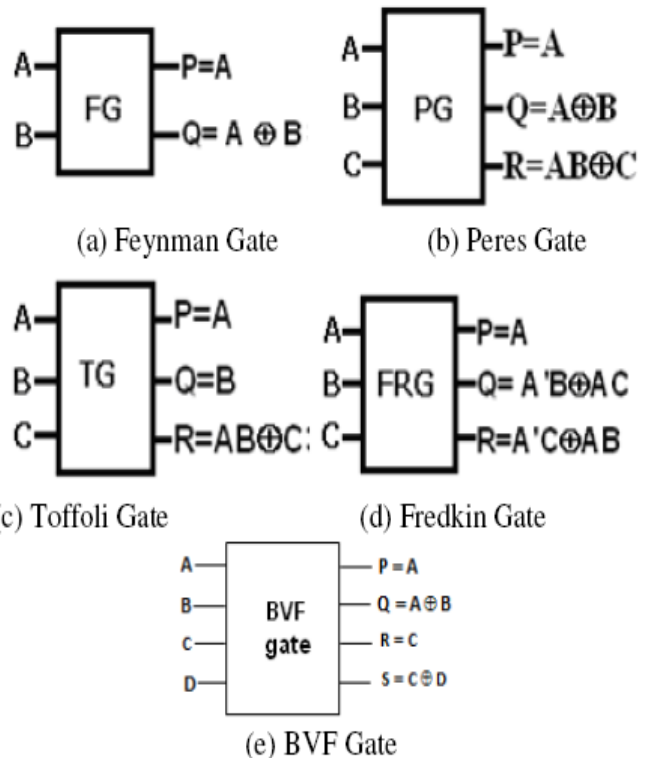 A P=A
FG
B Q= A ⊕ B
(a) Feynman Gate
A P=A
B PG Q=A⊕B
C R=AB⊕C
(b) Peres Gate
A P=A
B TG Q=B
C R=AB⊕C:
c) Toffoli Gate
A P=A
B FRG Q= A'B⊕AC
C R=A'C⊕AB
(d) Fredkin Gate
A P=A
B BVF Q=A⊕B
C gate R=C
D S=C⊕D
(e) BVF Gate